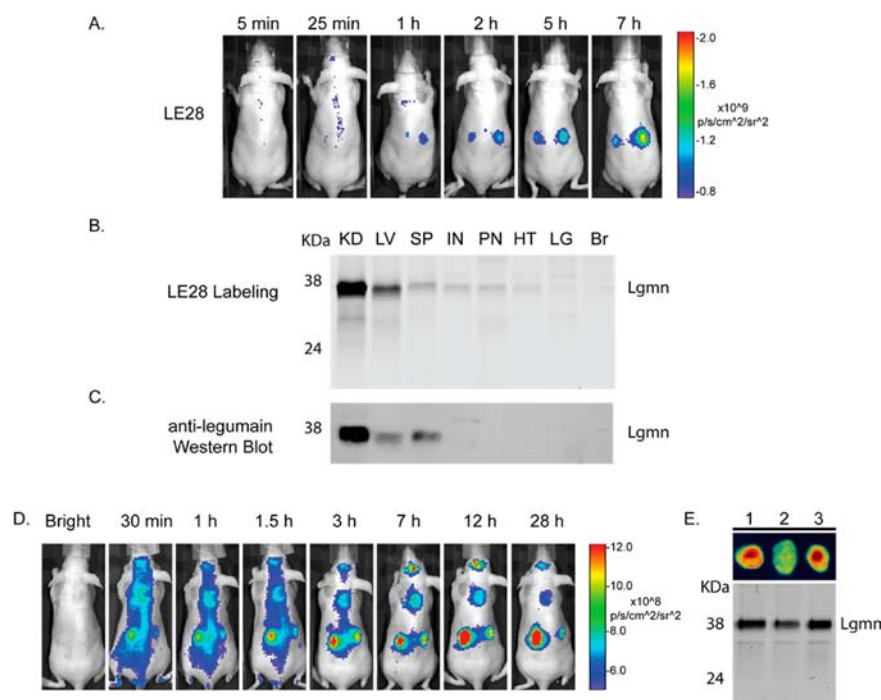 A.
5 min 25 min 1 h 2 h 5 h 7 h
LE28
-2.0
-1.6
x10^9
p/s/cm^2/sr^2
-1.2
-0.8
B.
KDa KD LV SP IN PN HT LG Br
38
LE28 Labeling
Lgmn
24
C.
anti-legumain
Western Blot
38
Lgmn
D.
Bright 30 min 1 h 1.5 h 3 h 7 h 12 h 28 h
-12.0
-10.0
x10^8
p/s/cm^2/sr^2
-8.0
-6.0
E.
1 2 3
KDa
38
Lgmn
24